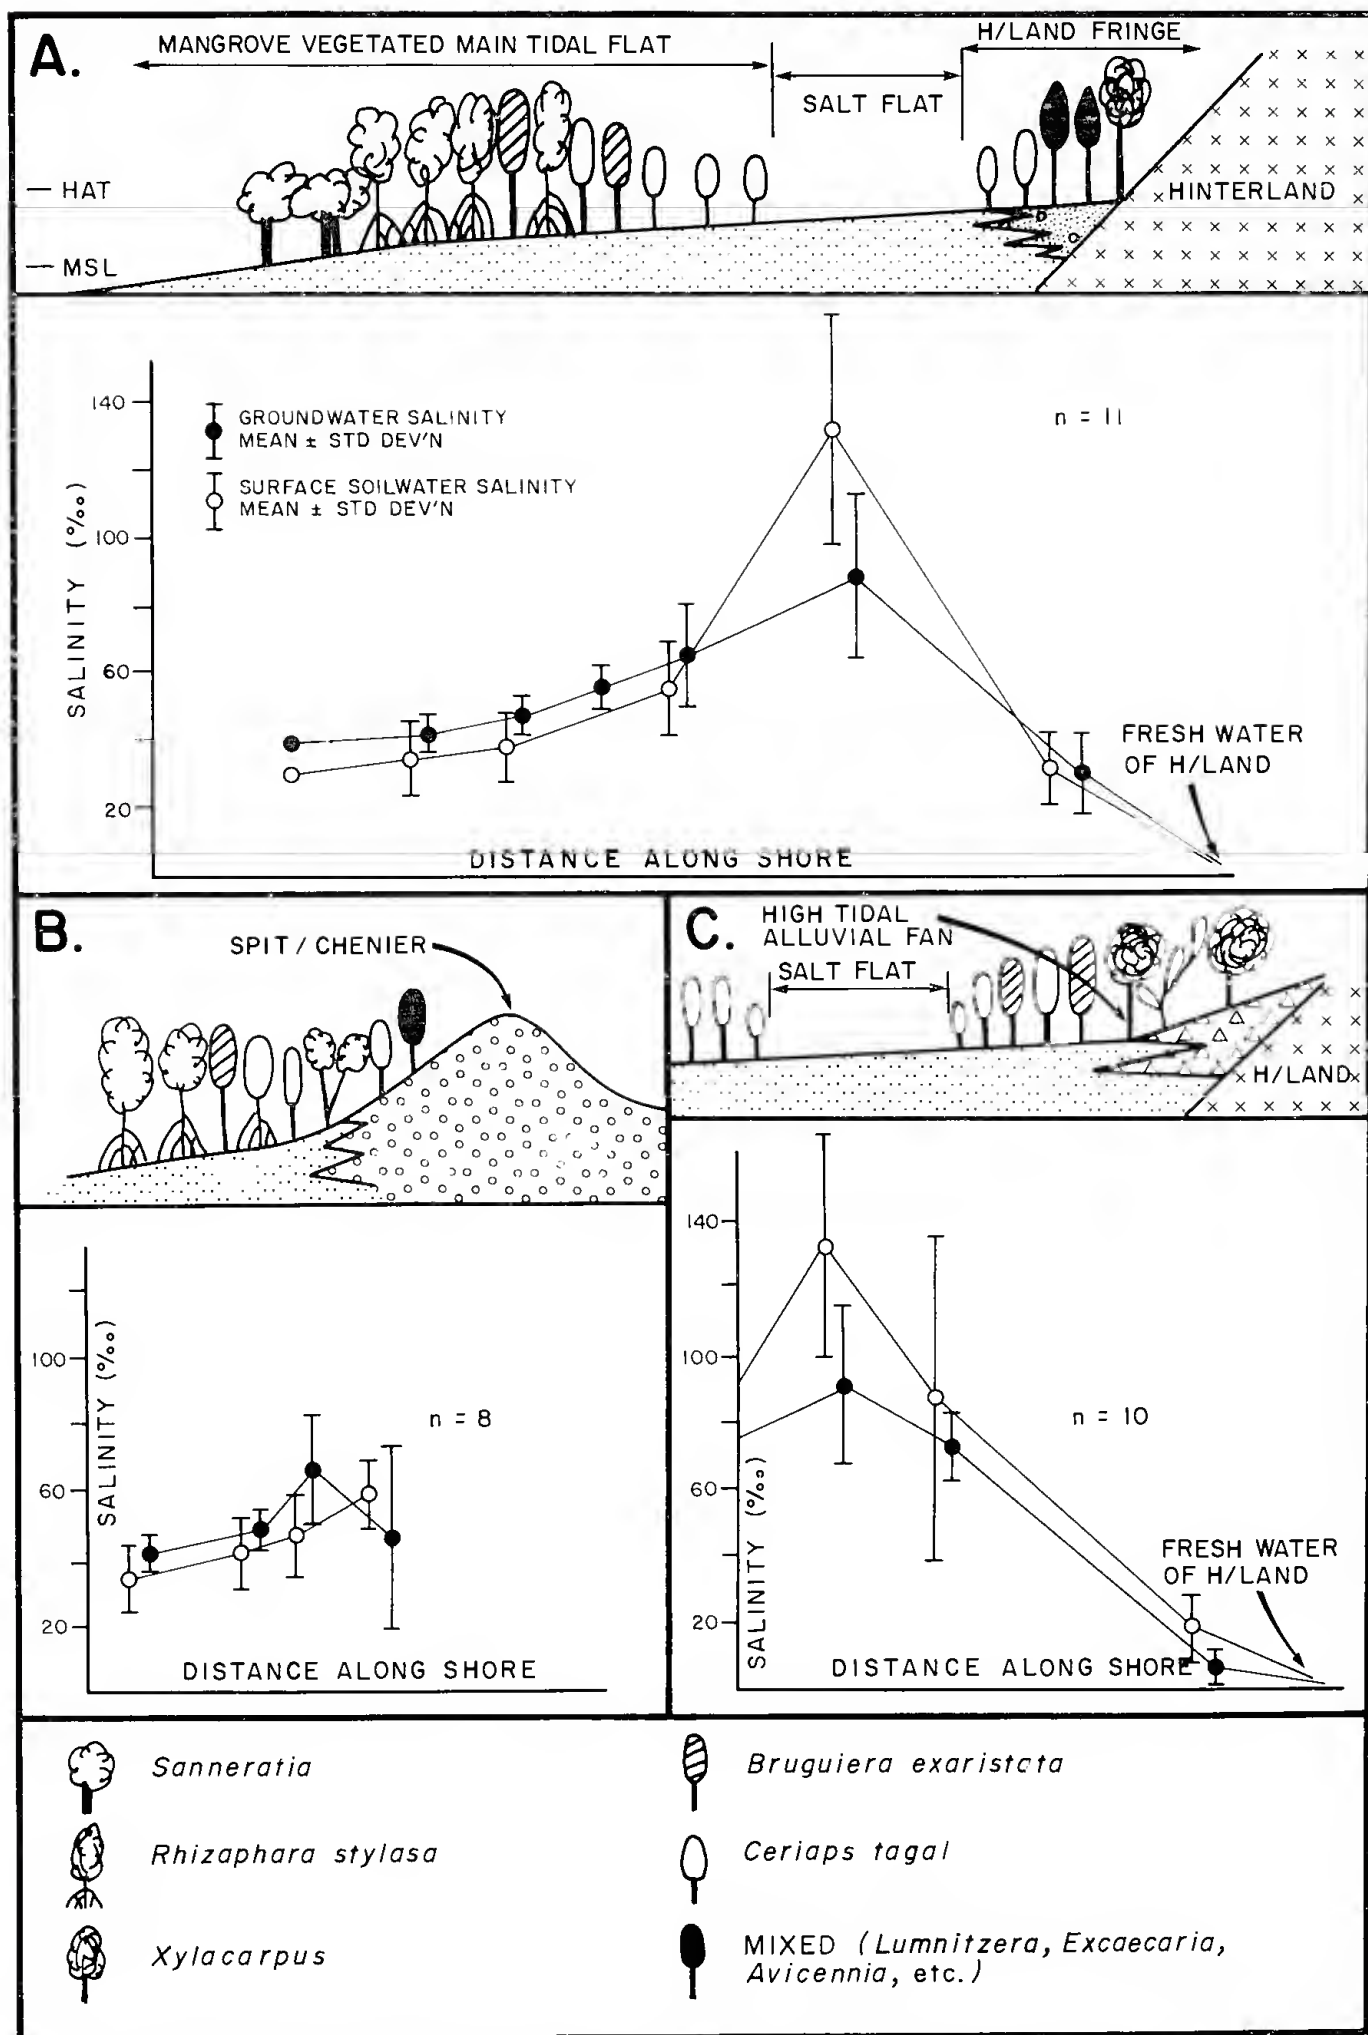 A.
MANGROVE VEGETATED MAIN TIDAL FLAT
H/LAND FRINGE
SALT FLAT
HAT
HINTERLAND
MSL
140
100
60
20
SALINITY (‰)
GROUNDWATER SALINITY
MEAN ± STD DEV'N
SURFACE SOILWATER SALINITY
MEAN ± STD DEV'N
n = 11
FRESH WATER
OF H/LAND
DISTANCE ALONG SHORE
B.
SPIT / CHENIER
100
60
20
SALINITY (‰)
n = 8
DISTANCE ALONG SHORE
C.
HIGH TIDAL
ALLUVIAL FAN
SALT FLAT
H/LAND
140
100
60
20
SALINITY (‰)
n = 10
FRESH WATER
OF H/LAND
DISTANCE ALONG SHORE
Sanneratia
Rhizaphara stylasa
Xylacarpus
Bruguiera exaristata
Ceriaps tagal
MIXED (Lumnitzera, Excaecaria,
Avicennia, etc.)